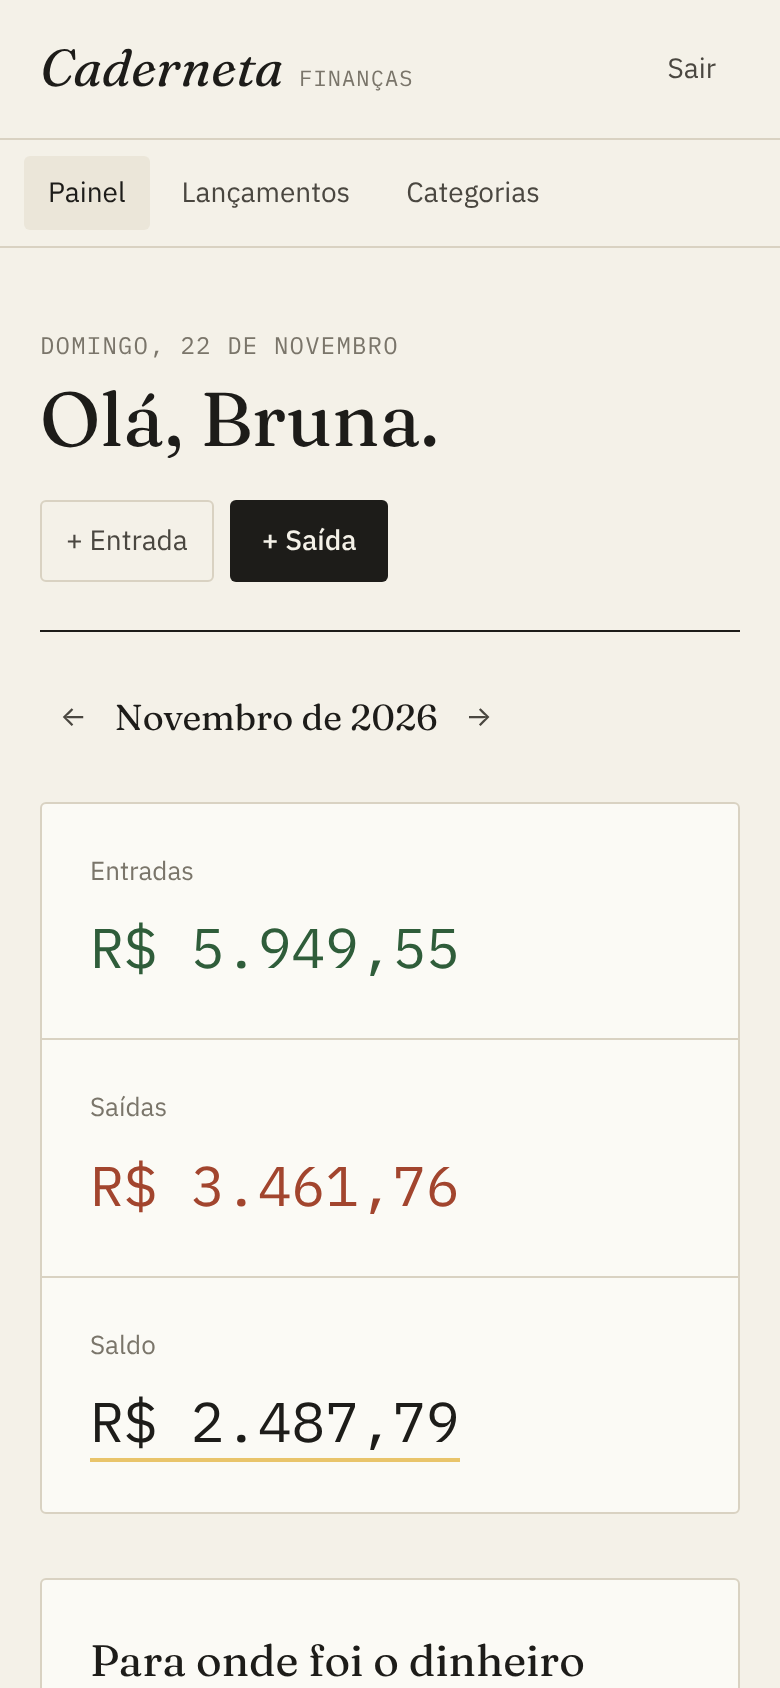 Caderneta FINANÇAS
Sair
Painel Lançamentos Categorias
DOMINGO, 22 DE NOVEMBRO
Olá, Bruna.
+ Entrada + Saída
← Novembro de 2026 →
Entradas
R$ 5.949,55
Saídas
R$ 3.461,76
Saldo
R$ 2.487,79
Para onde foi o dinheiro